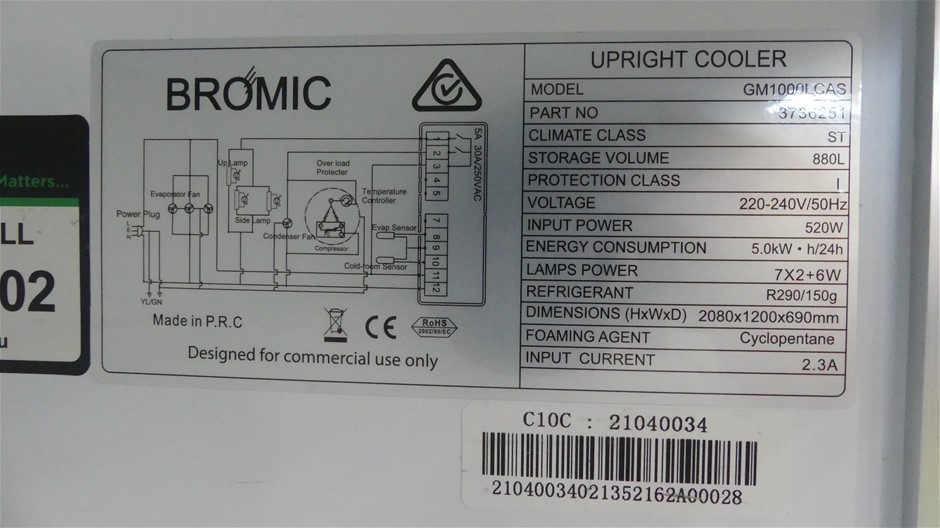 Matters...
LL
02
u
BROMIC
Up Lamp
Over load
Protecter
Evaporator Fan
Temperature
Controller
Power Plug
Side Lamp
Condenser Fan
Compressor
Evap Sensor
Cold-room Sensor
YL/GN
5A 30A/250VAC
1
2
3
4
5
7
8
9
10
11
12
Made in P.R.C
CE
RoHS
2002/95/EC
Designed for commercial use only
UPRIGHT COOLER
MODEL GM1000LCAS
PART NO 3736251
CLIMATE CLASS ST
STORAGE VOLUME 880L
PROTECTION CLASS I
VOLTAGE 220-240V/50Hz
INPUT POWER 520W
ENERGY CONSUMPTION 5.0kW・h/24h
LAMPS POWER 7X2+6W
REFRIGERANT R290/150g
DIMENSIONS (HxWxD) 2080x1200x690mm
FOAMING AGENT Cyclopentane
INPUT CURRENT 2.3A
C10C : 21040034
21040034021352162A00028